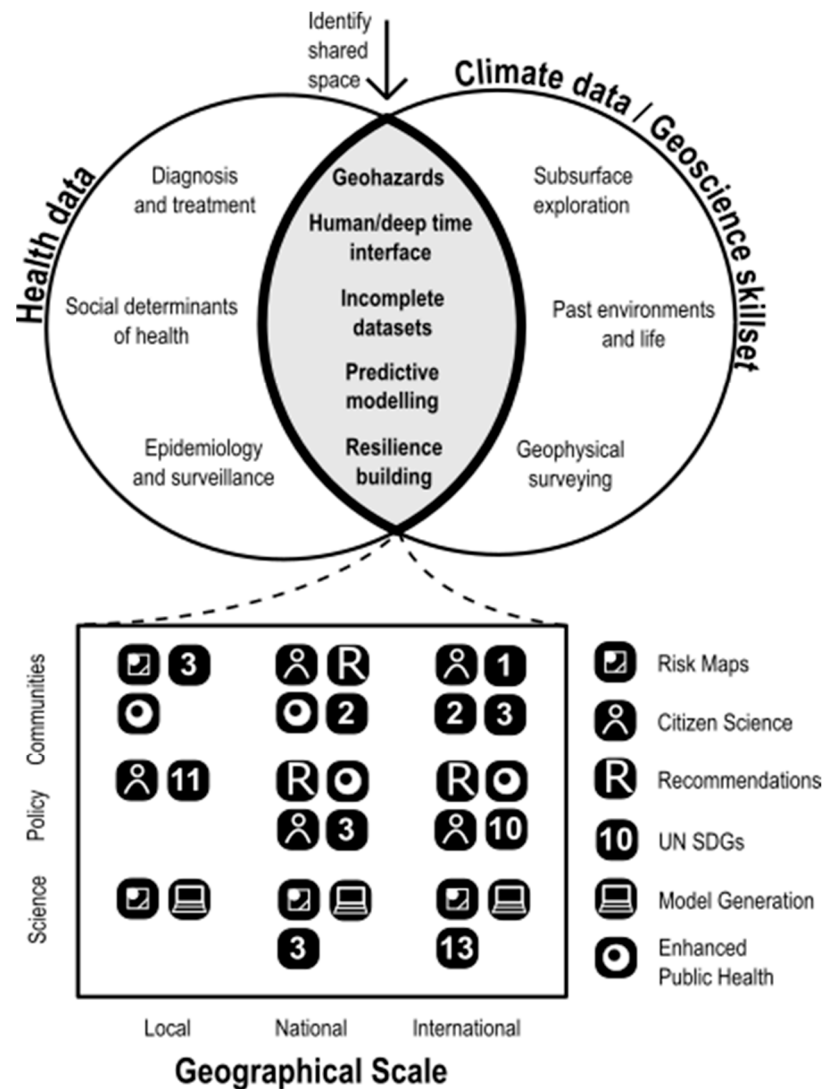 Identify
shared
space
Health data
Climate data / Geoscience skillset
Diagnosis
and treatment
Social determinants
of health
Epidemiology
and surveillance
Geohazards
Human/deep time
interface
Incomplete
datasets
Predictive
modelling
Resilience
building
Subsurface
exploration
Past environments
and life
Geophysical
surveying
Communities
3
R
1
2
2 3
Policy
11
R
R
3
10
Science
3
13
Local
National
International
Geographical Scale
Risk Maps
Citizen Science
R Recommendations
10 UN SDGs
Model Generation
Enhanced
Public Health